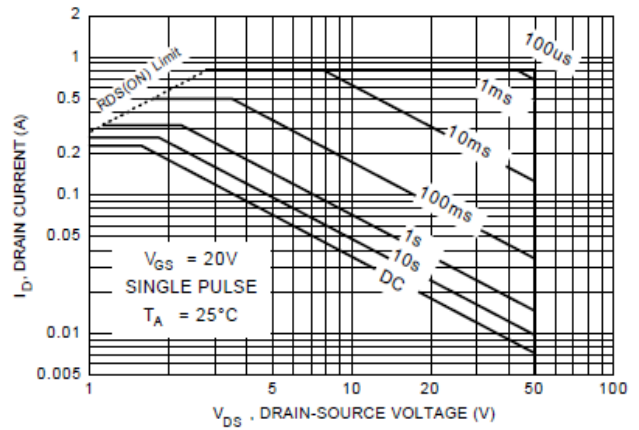 2
1
0.5
0.2
0.1
0.05
0.01
0.005
I_D, DRAIN CURRENT (A)
RDS(ON) Limit
100us
1ms
10ms
100ms
1s
10s
DC
V_GS = 20V
SINGLE PULSE
T_A = 25°C
1 5 10 20 50 100
V_DS , DRAIN-SOURCE VOLTAGE (V)